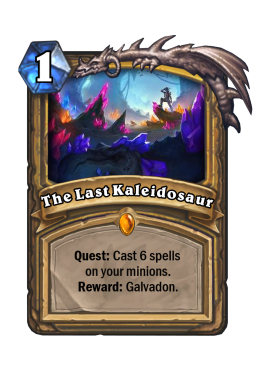 1
The Last Kaleidosaur
Quest: Cast 6 spells
on your minions.
Reward: Galvadon.